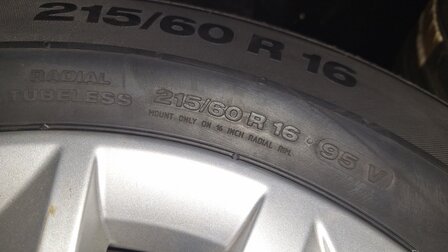 215/60 R 16
RADIAL
TUBELESS
215/60 R 16 · 95 V
MOUNT ONLY ON 16 INCH RADIAL RIM.